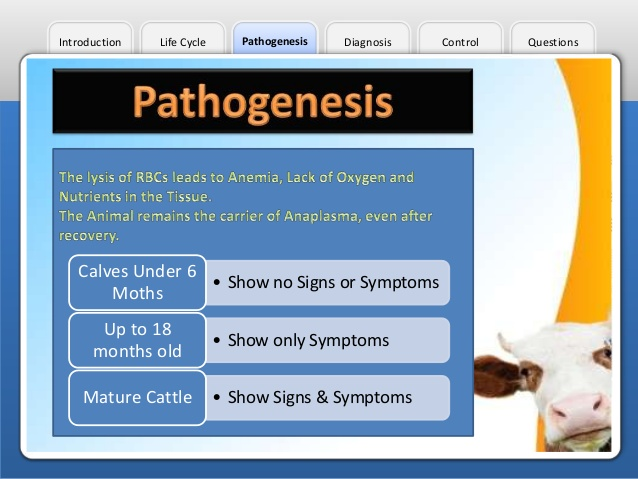 Introduction
Life Cycle
Pathogenesis
Diagnosis
Control
Questions
Pathogenesis
The lysis of RBCs leads to Anemia, Lack of Oxygen and
Nutrients in the Tissue.
The Animal remains the carrier of Anaplasma, even after
recovery.
Calves Under 6
Moths
• Show no Signs or Symptoms
Up to 18
months old
• Show only Symptoms
Mature Cattle
• Show Signs & Symptoms